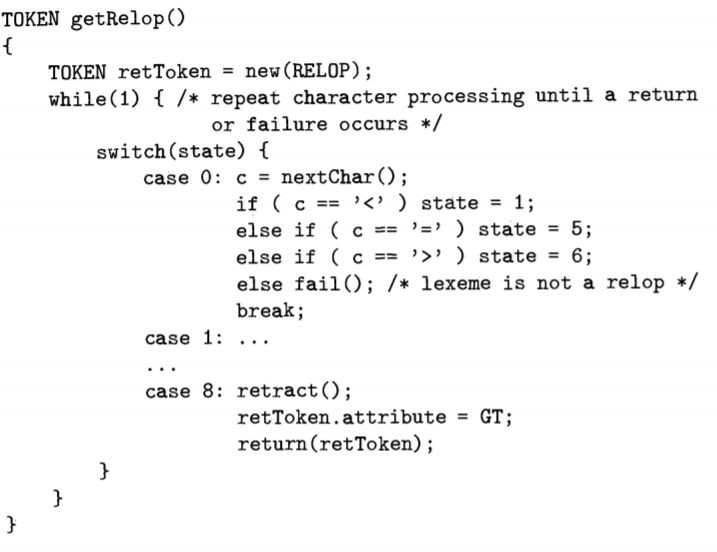 TOKEN getRelop()
{
TOKEN retToken = new(RELOP);
while(1) { /* repeat character processing until a return
or failure occurs */
switch(state) {
case 0: c = nextChar();
if ( c == '<' ) state = 1;
else if ( c == '=' ) state = 5;
else if ( c == '>' ) state = 6;
else fail(); /* lexeme is not a relop */
break;
case 1: ...
...
case 8: retract();
retToken.attribute = GT;
return(retToken);
}
}
}